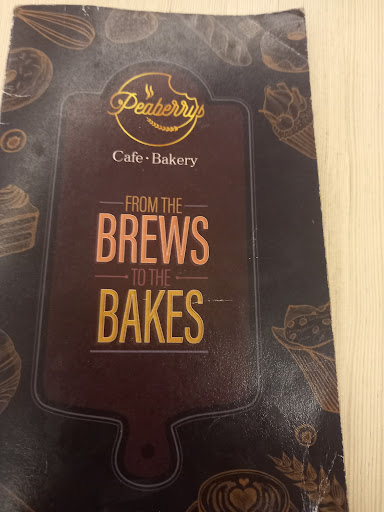 Peaberrys
Cafe · Bakery
FROM THE
BREWS
TO THE
BAKES